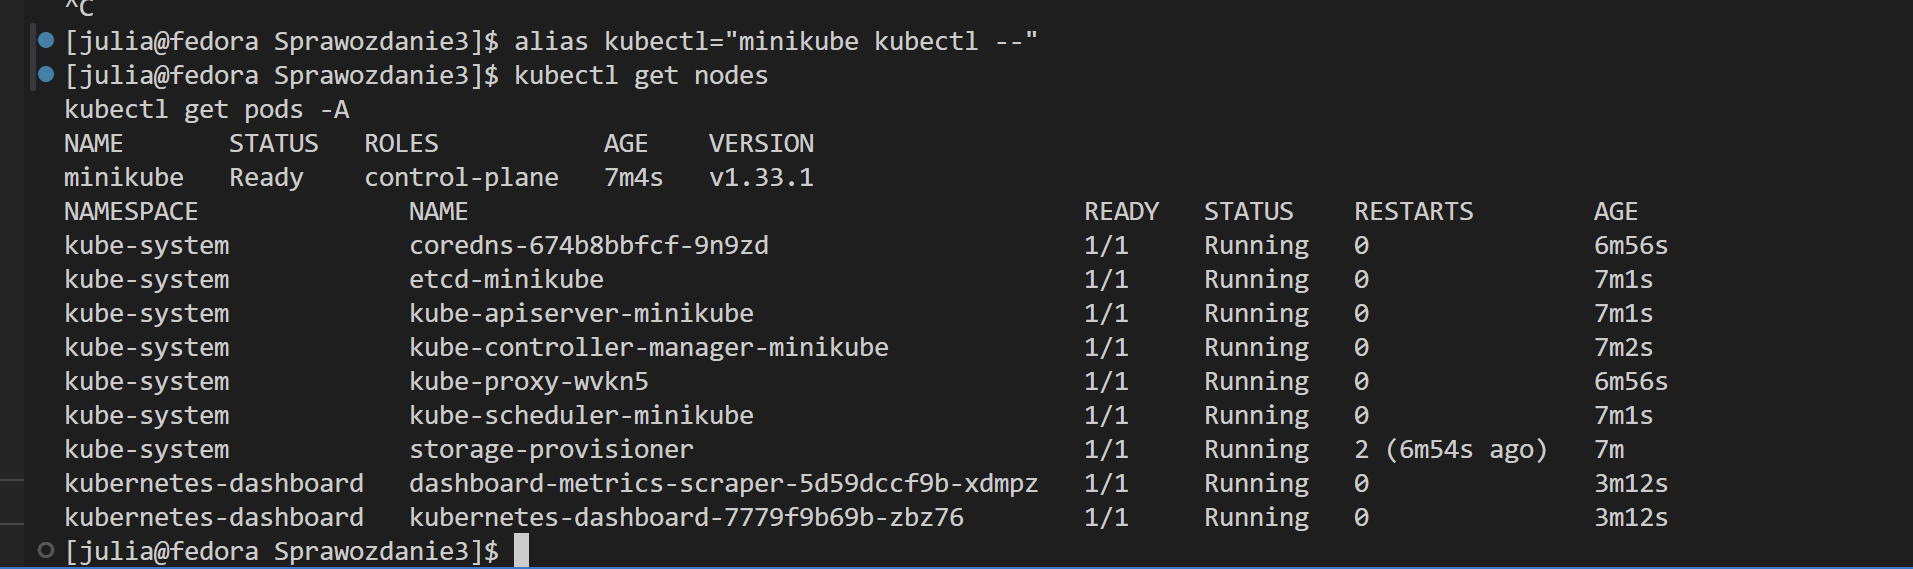 ^C
[julia@fedora Sprawozdanie3]$ alias kubectl="minikube kubectl --"
[julia@fedora Sprawozdanie3]$ kubectl get nodes
kubectl get pods -A
NAME       STATUS   ROLES           AGE    VERSION
minikube   Ready    control-plane   7m4s   v1.33.1
NAMESPACE              NAME                                         READY   STATUS    RESTARTS        AGE
kube-system            coredns-674b8bbfcf-9n9zd                     1/1     Running   0               6m56s
kube-system            etcd-minikube                                1/1     Running   0               7m1s
kube-system            kube-apiserver-minikube                      1/1     Running   0               7m1s
kube-system            kube-controller-manager-minikube             1/1     Running   0               7m2s
kube-system            kube-proxy-wvkn5                             1/1     Running   0               6m56s
kube-system            kube-scheduler-minikube                      1/1     Running   0               7m1s
kube-system            storage-provisioner                          1/1     Running   2 (6m54s ago)   7m
kubernetes-dashboard   dashboard-metrics-scraper-5d59dccf9b-xdmpz   1/1     Running   0               3m12s
kubernetes-dashboard   kubernetes-dashboard-7779f9b69b-zbz76        1/1     Running   0               3m12s
[julia@fedora Sprawozdanie3]$